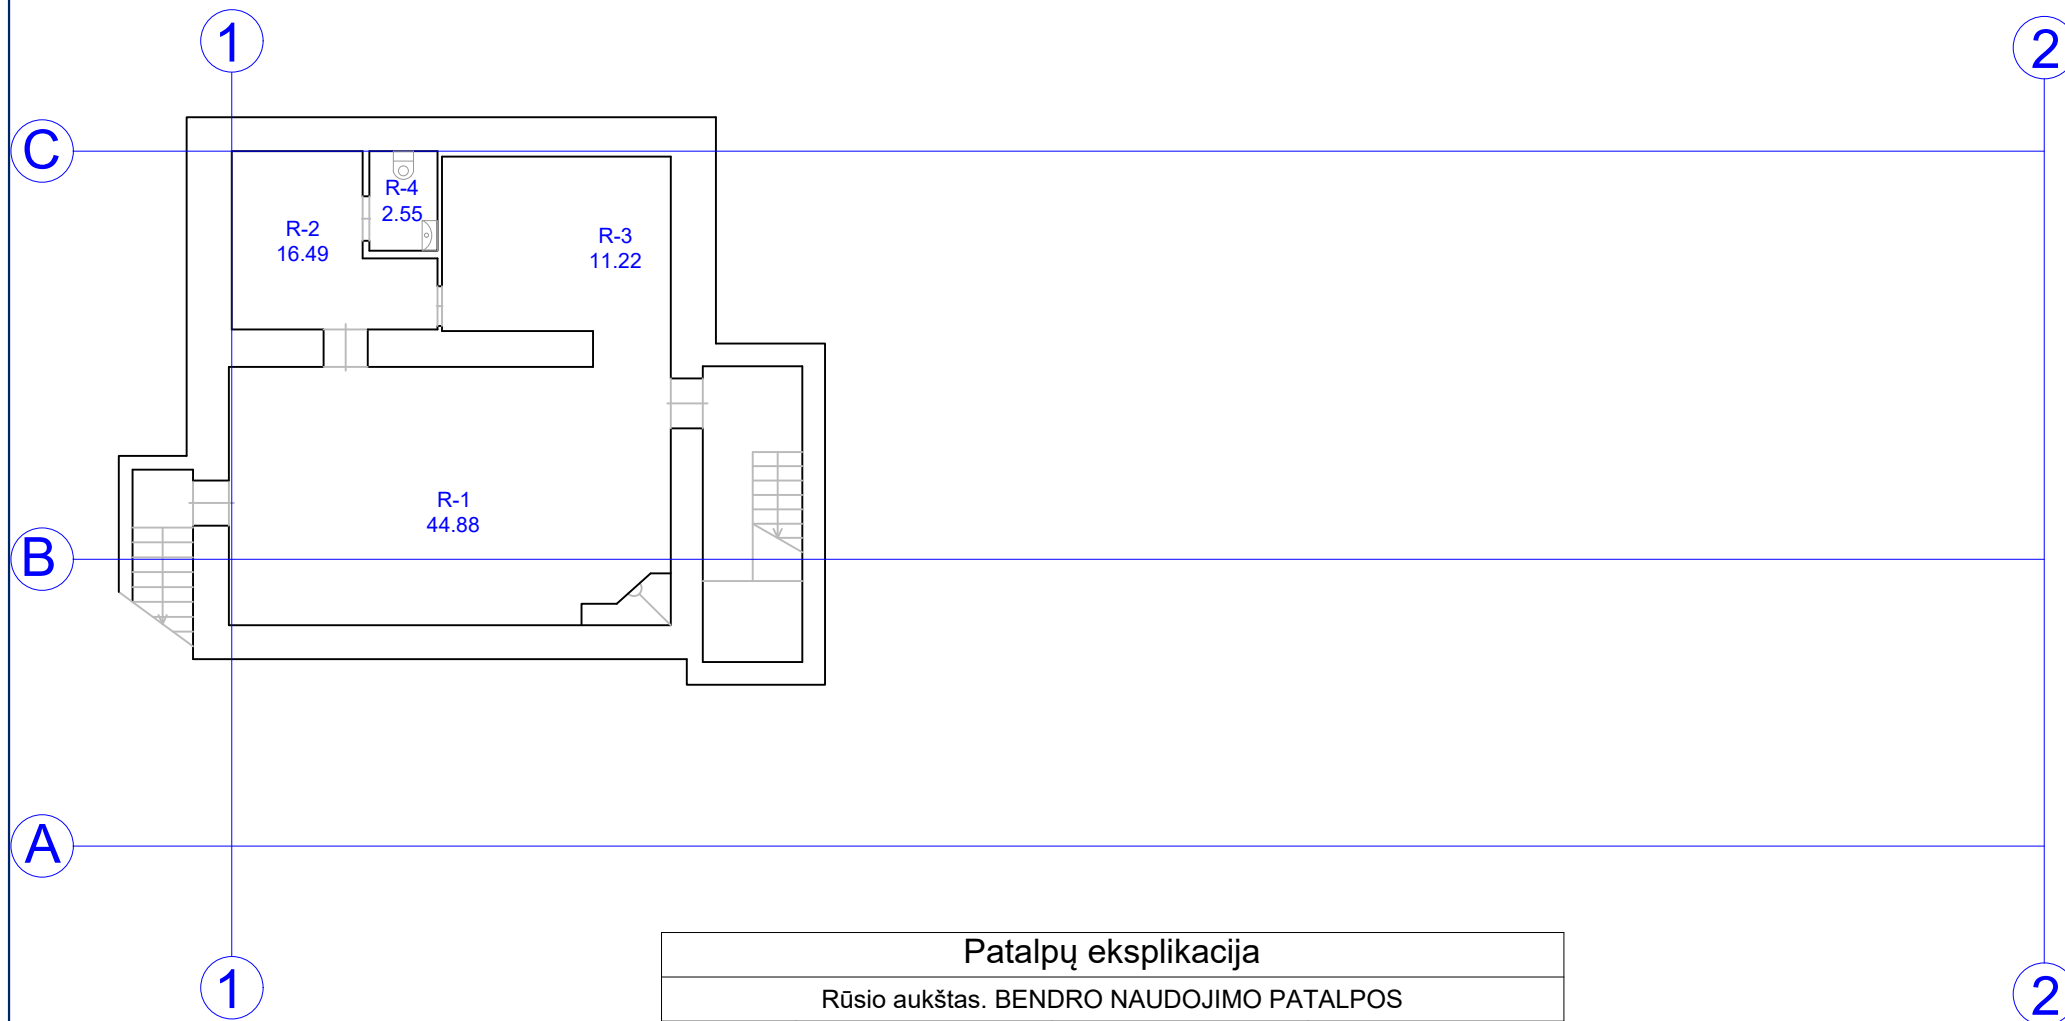 1
2
C
R-4
2.55
R-2
16.49
R-3
11.22
R-1
44.88
B
A
Patalpų eksplikacija
Rūsio aukštas. BENDRO NAUDOJIMO PATALPOS
1
2